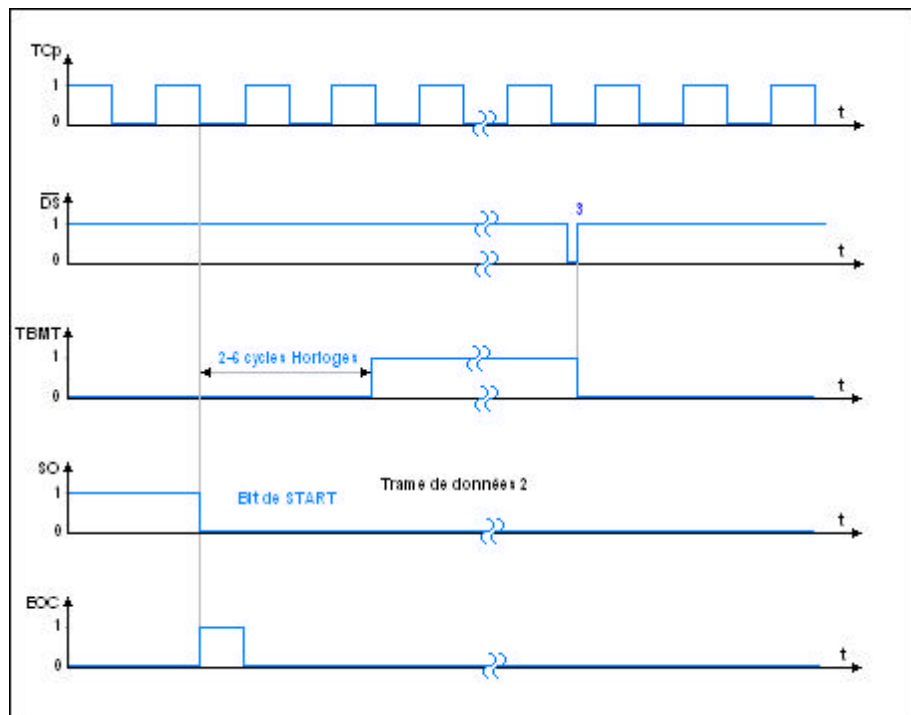 TCp
1
0
t
DS
1
0
3
t
TBMT
1
0
2-6 cycles Horloges
t
SO
1
0
Bit de START
Trame de données 2
t
EOC
1
0
t